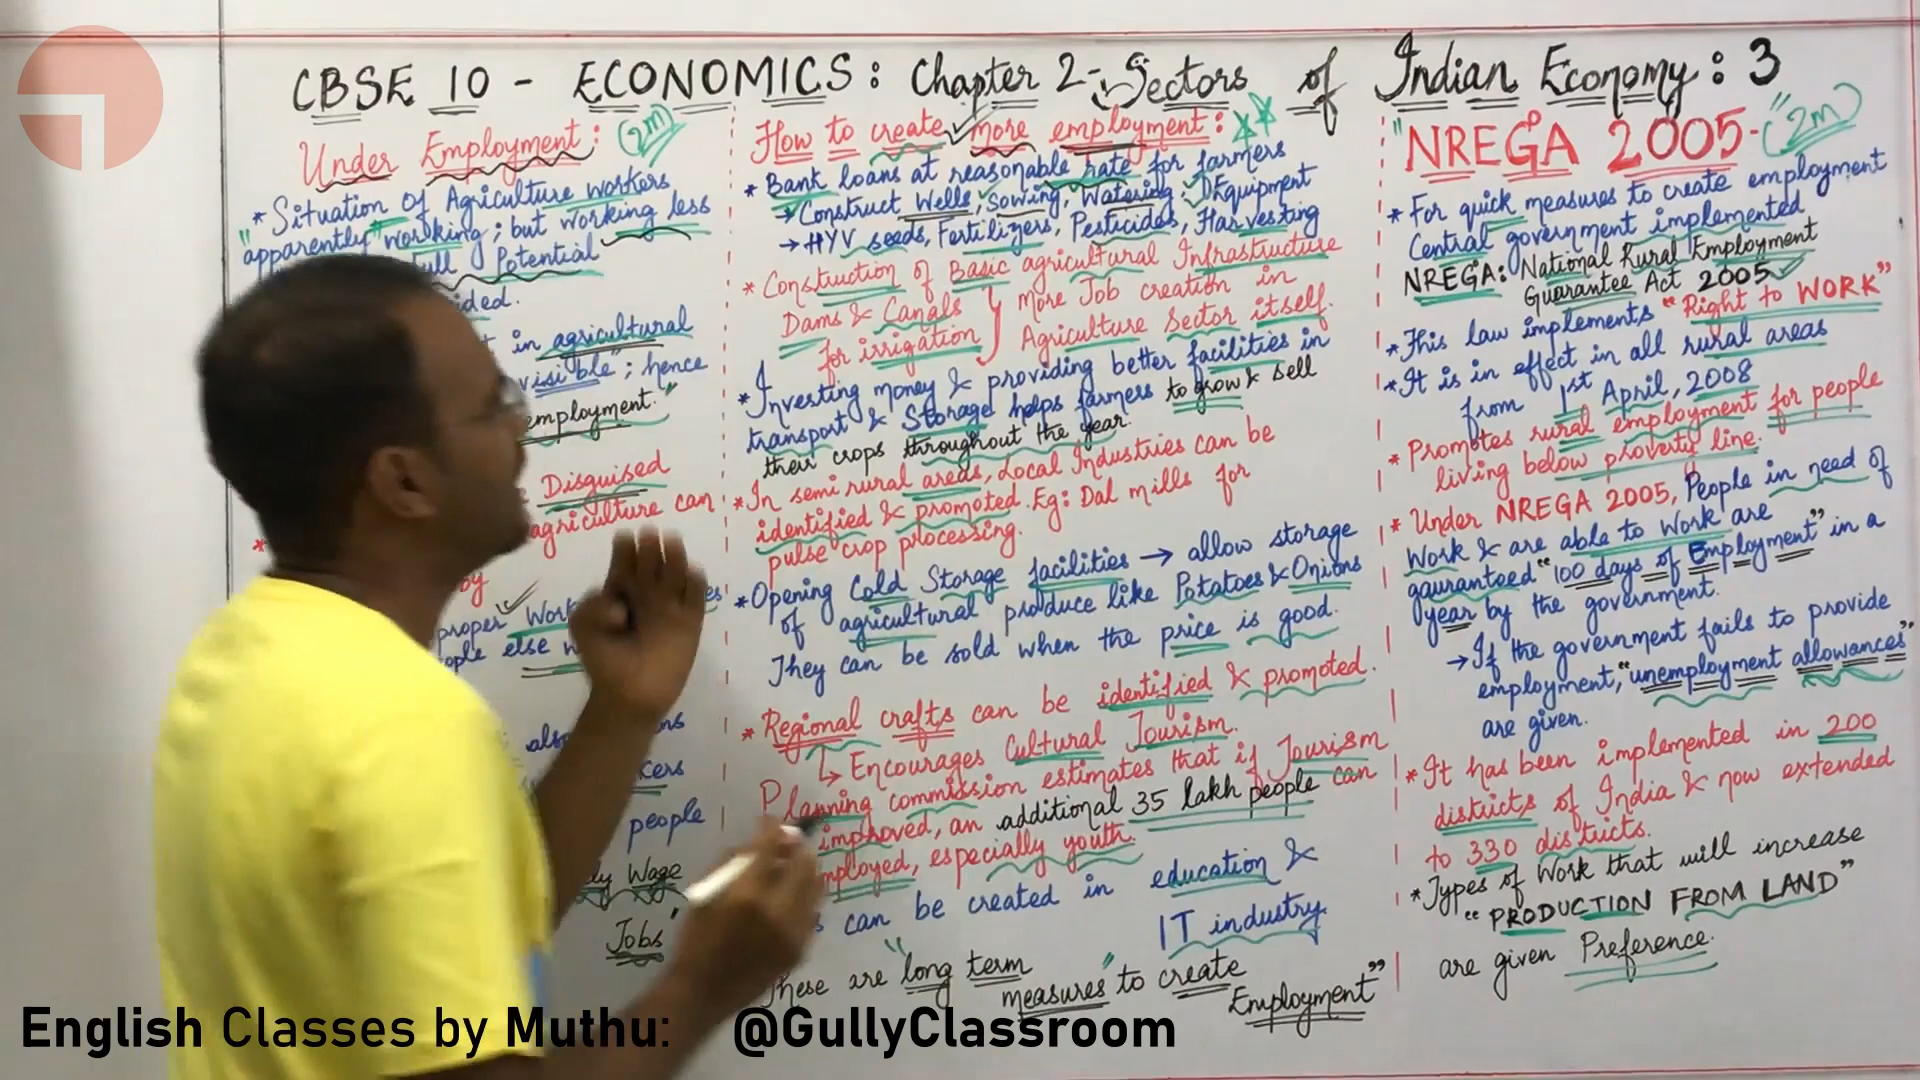 CBSE 10 - ECONOMICS: Chapter 2 - Sectors of Indian Economy: 3
Under Employment: (2m)
* Situation of Agriculture workers
"apparently" working; but working less
full Potential
ided.
in agricultural
visible"; hence
employment."
Disguised
* agriculture can
by
proper Work
ople else
also
people
Wage
Jobs
How to create more employment:
* Bank loans at reasonable rate for farmers
→ Construct Wells, Sowing, Watering, Equipment
→ HYV seeds, Fertilizers, Pesticides, Harvesting
* Construction of Basic agricultural Infrastructure
Dams & Canals for irrigation } More Job creation in Agriculture Sector itself.
* Investing money & providing better facilities in
transport & Storage helps farmers to grow & sell
their crops throughout the year.
* In semi rural areas, Local Industries can be
identified & promoted. Eg: Dal mills for
pulse crop processing.
* Opening Cold Storage facilities → allow storage
of agricultural produce like Potatoes & Onions
They can be sold when the price is good.
* Regional crafts can be identified & promoted.
↳ Encourages Cultural Tourism.
Planning commission estimates that if Tourism
improved, an additional 35 lakh people can
mployed, especially youth.
can be created in education &
IT industry.
hese are "long term
measures" to create
Employment"
"NREGA 2005- "(2m)
* For quick measures to create employment
Central government implemented
NREGA: National Rural Employment
Guarantee Act 2005
* This law implements "Right to WORK"
* It is in effect in all rural areas
from 1st April, 2008
* Promotes rural employment for people
living below poverty line.
* Under NREGA 2005, People in need of
Work & are able to Work are
gauranteed "100 days of Employment" in a
year by the government.
→ If the government fails to provide
employment, "unemployment allowances"
are given.
* It has been implemented in 200
districts of India & now extended
to 330 districts.
* Types of Work that will increase
"PRODUCTION FROM LAND"
are given Preference.
English Classes by Muthu: @GullyClassroom